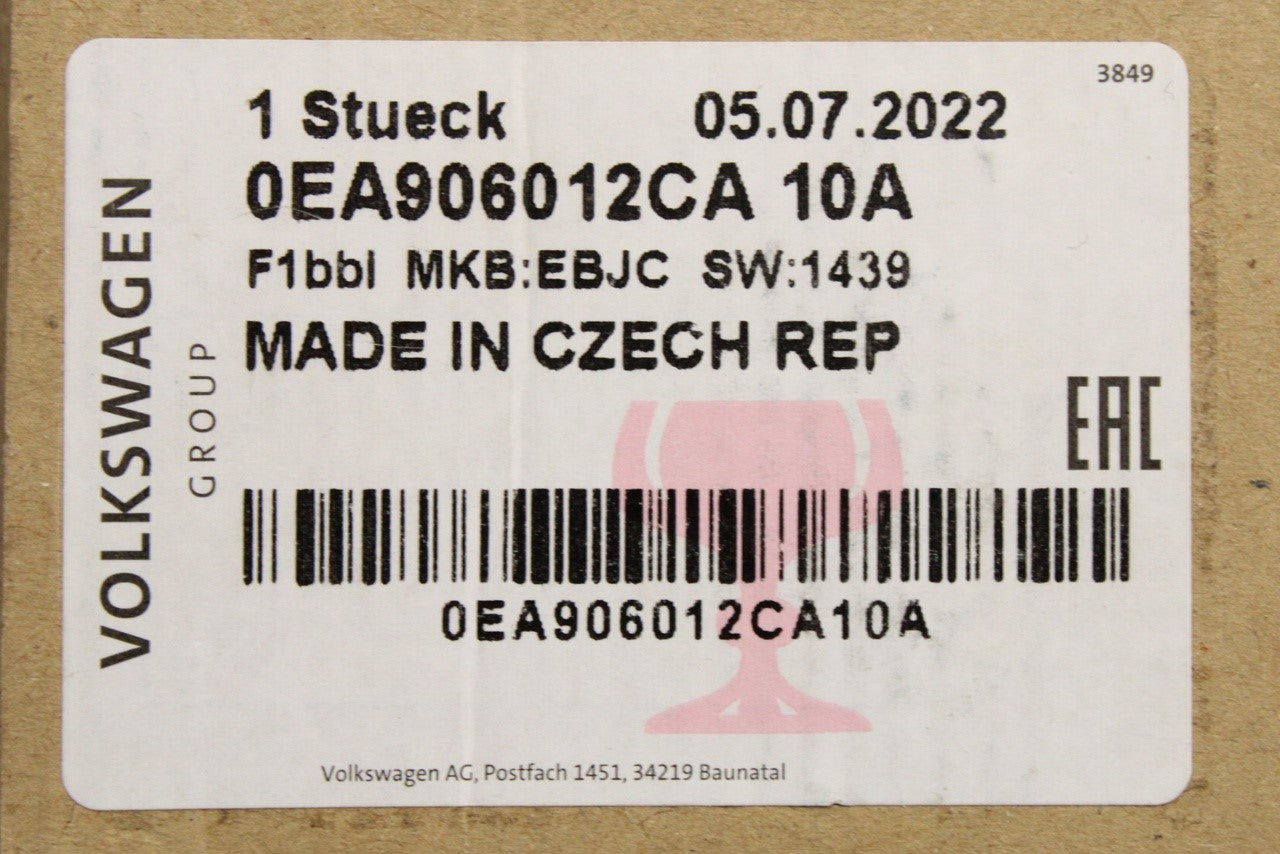 3849
1 Stueck 05.07.2022
0EA906012CA 10A
F1bbl MKB:EBJC SW:1439
MADE IN CZECH REP
VOLKSWAGEN
GROUP
EAC
0EA906012CA10A
Volkswagen AG, Postfach 1451, 34219 Baunatal